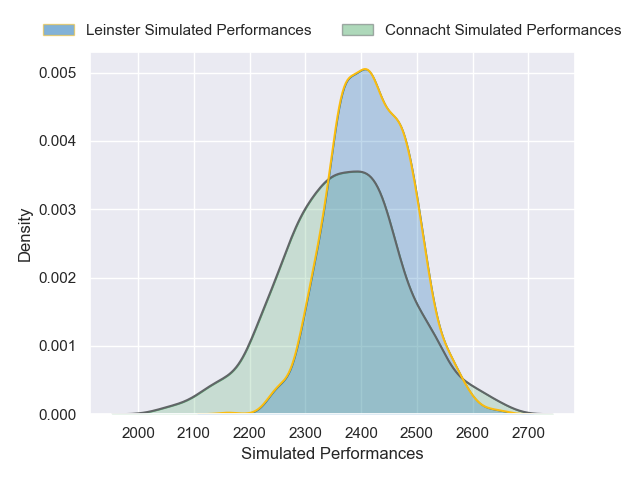 Leinster Simulated Performances Connacht Simulated Performances
0.005
0.004
0.003
0.002
0.001
0.000
Density
2000 2100 2200 2300 2400 2500 2600 2700
Simulated Performances